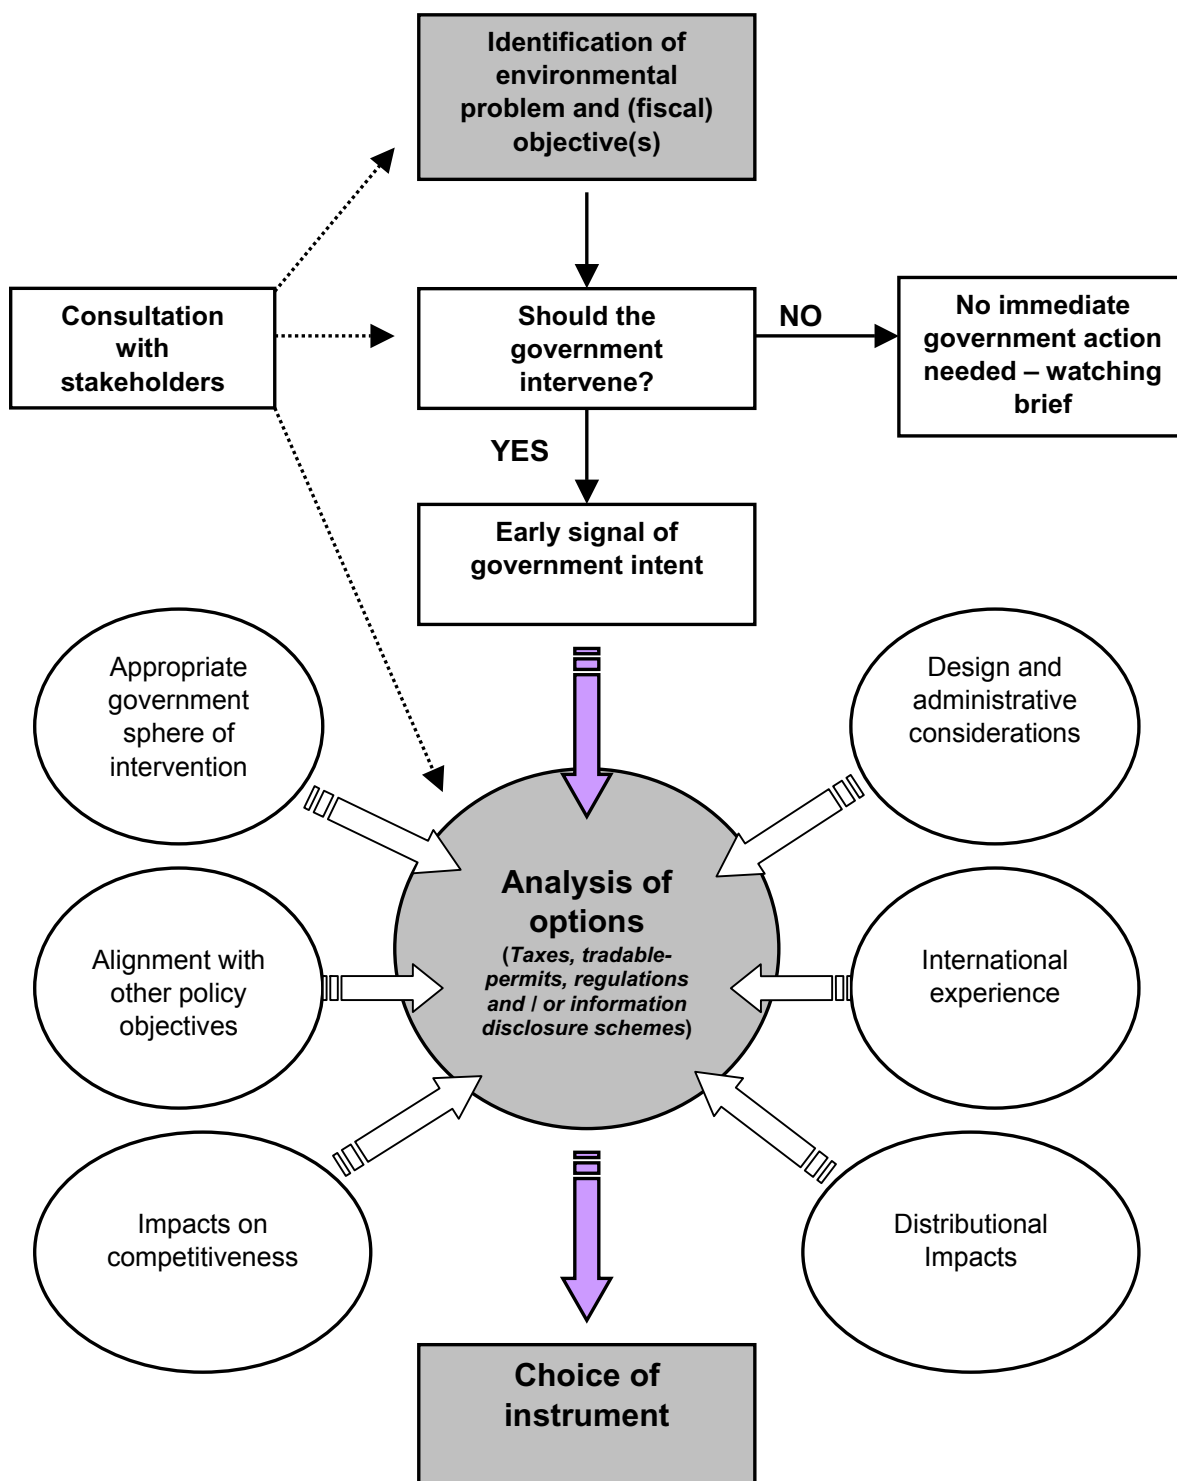 Identification of
environmental
problem and (fiscal)
objective(s)
Consultation
with
stakeholders
Should the
government
intervene?
NO
No immediate
government action
needed – watching
brief
YES
Early signal of
government intent
Appropriate
government
sphere of
intervention
Design and
administrative
considerations
Analysis of
options
(Taxes, tradable-
permits, regulations
and / or information
disclosure schemes)
Alignment with
other policy
objectives
International
experience
Impacts on
competitiveness
Distributional
Impacts
Choice of
instrument